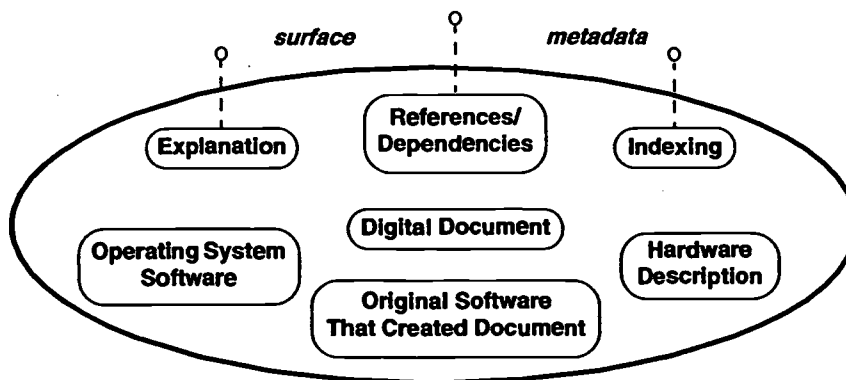 surface metadata
Explanation
References/
Dependencies
Indexing
Digital Document
Operating System
Software
Hardware
Description
Original Software
That Created Document